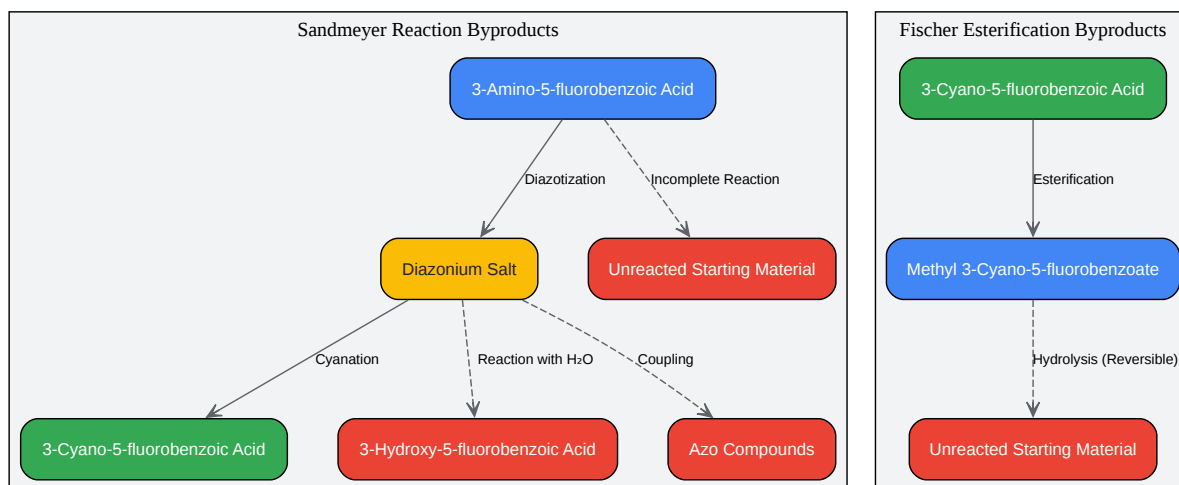 Sandmeyer Reaction Byproducts
3-Amino-5-fluorobenzoic Acid
Diazotization
Incomplete Reaction
Diazonium Salt
Unreacted Starting Material
Cyanation
Reaction with H₂O
Coupling
3-Cyano-5-fluorobenzoic Acid
3-Hydroxy-5-fluorobenzoic Acid
Azo Compounds
Fischer Esterification Byproducts
3-Cyano-5-fluorobenzoic Acid
Esterification
Methyl 3-Cyano-5-fluorobenzoate
Hydrolysis (Reversible)
Unreacted Starting Material